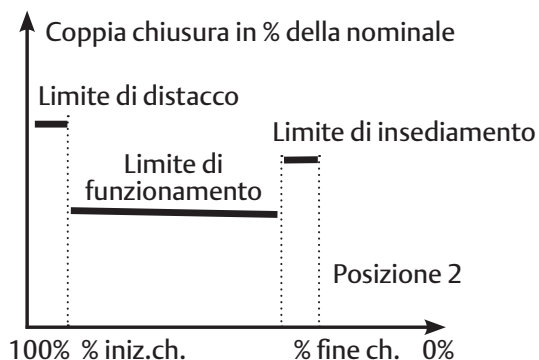 Coppia chiusura in % della nominale
Limite di distacco
Limite di insediamento
Limite di
funzionamento
Posizione 2
100% % iniz.ch. % fine ch. 0%